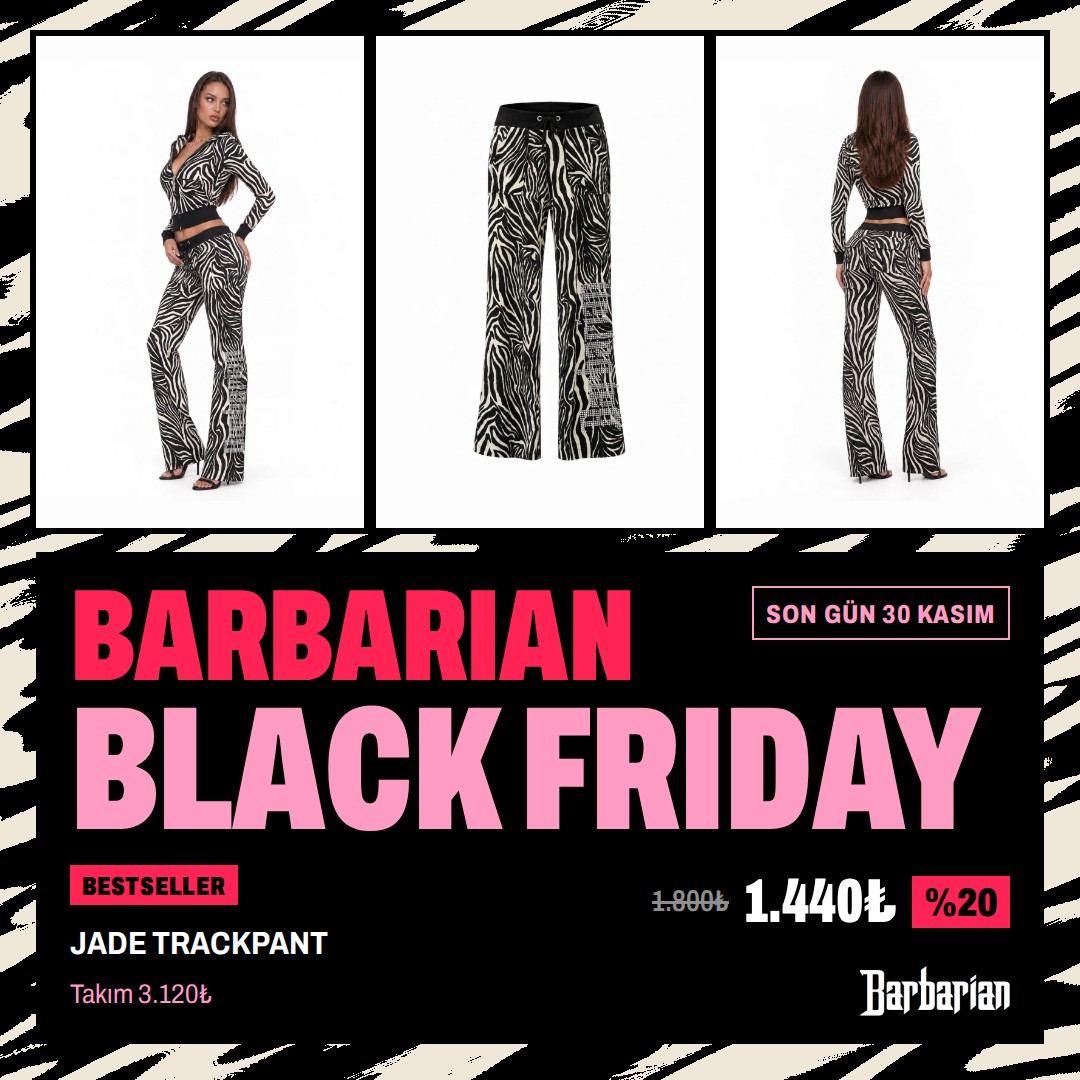 BARBARIAN
SON GÜN 30 KASIM
BLACK FRIDAY
BESTSELLER
1.800₺ 1.440₺ %20
JADE TRACKPANT
Takım 3.120₺
Barbarian